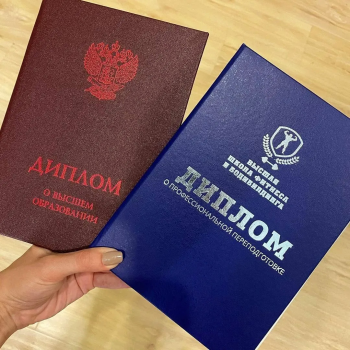 ДИПЛОМ
О ВЫСШЕМ
ОБРАЗОВАНИИ
ВЫСШАЯ
ШКОЛА ФИТНЕСА
И БОДИБИЛДИНГА
ДИПЛОМ
О ПРОФЕССИОНАЛЬНОЙ ПЕРЕПОДГОТОВКЕ